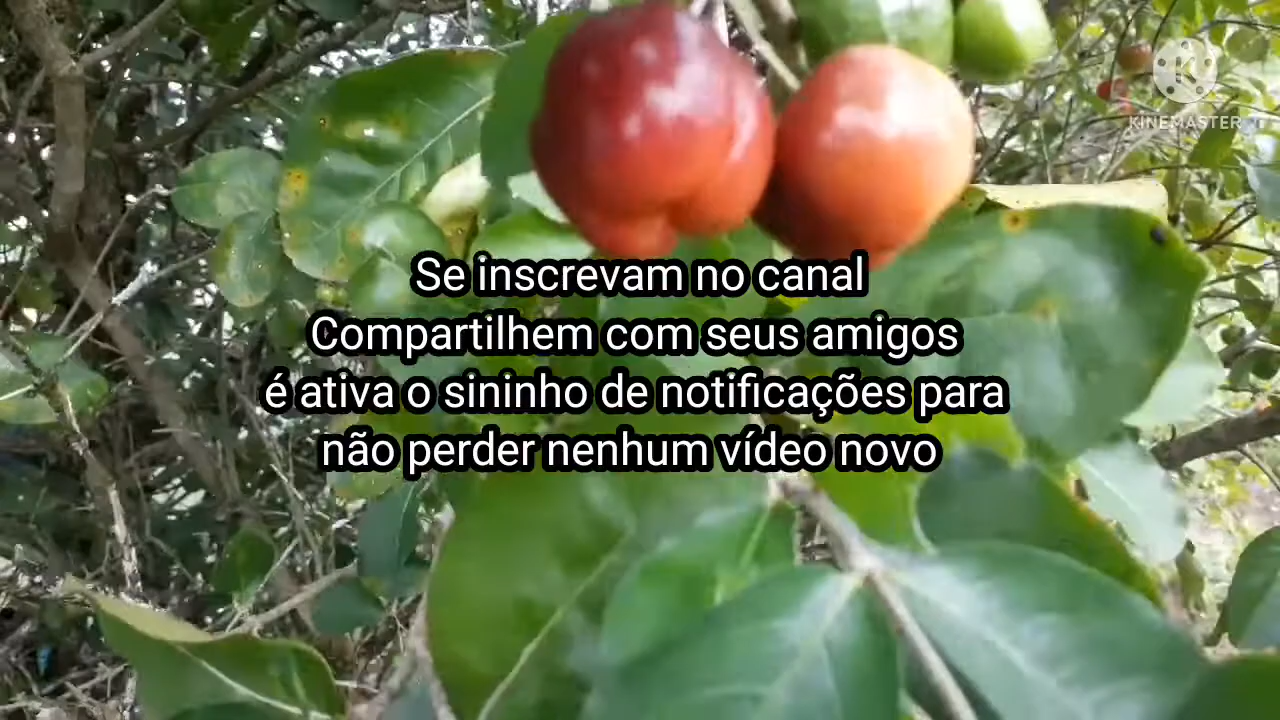 KINEMASTER
Se inscrevam no canal
Compartilhem com seus amigos
é ativa o sininho de notificações para
não perder nenhum vídeo novo